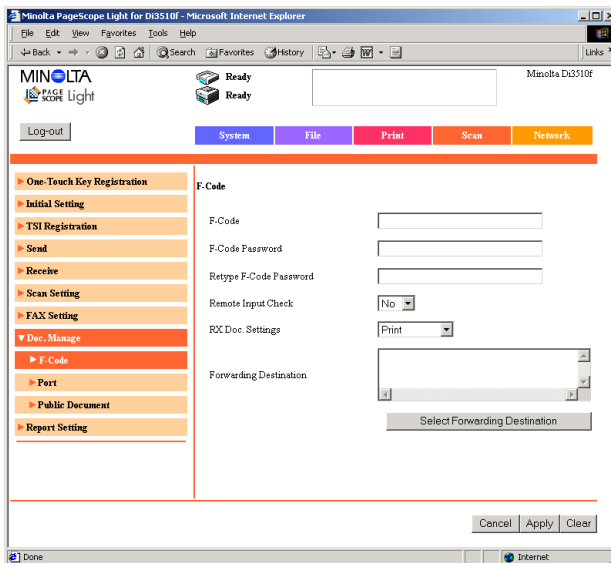 Minolta PageScope Light for Di3510f - Microsoft Internet Explorer
File Edit View Favorites Tools Help
Back Search Favorites History Links
MINOLTA
PAGE SCOPE Light
Ready
Ready
Minolta Di3510f
Log-out
System File Print Scan Network
One-Touch Key Registration
Initial Setting
TSI Registration
Send
Receive
Scan Setting
FAX Setting
Doc. Manage
F-Code
Port
Public Document
Report Setting
F-Code
F-Code
F-Code Password
Retype F-Code Password
Remote Input Check No
RX Doc. Settings Print
Forwarding Destination
Select Forwarding Destination
Cancel Apply Clear
Done Internet